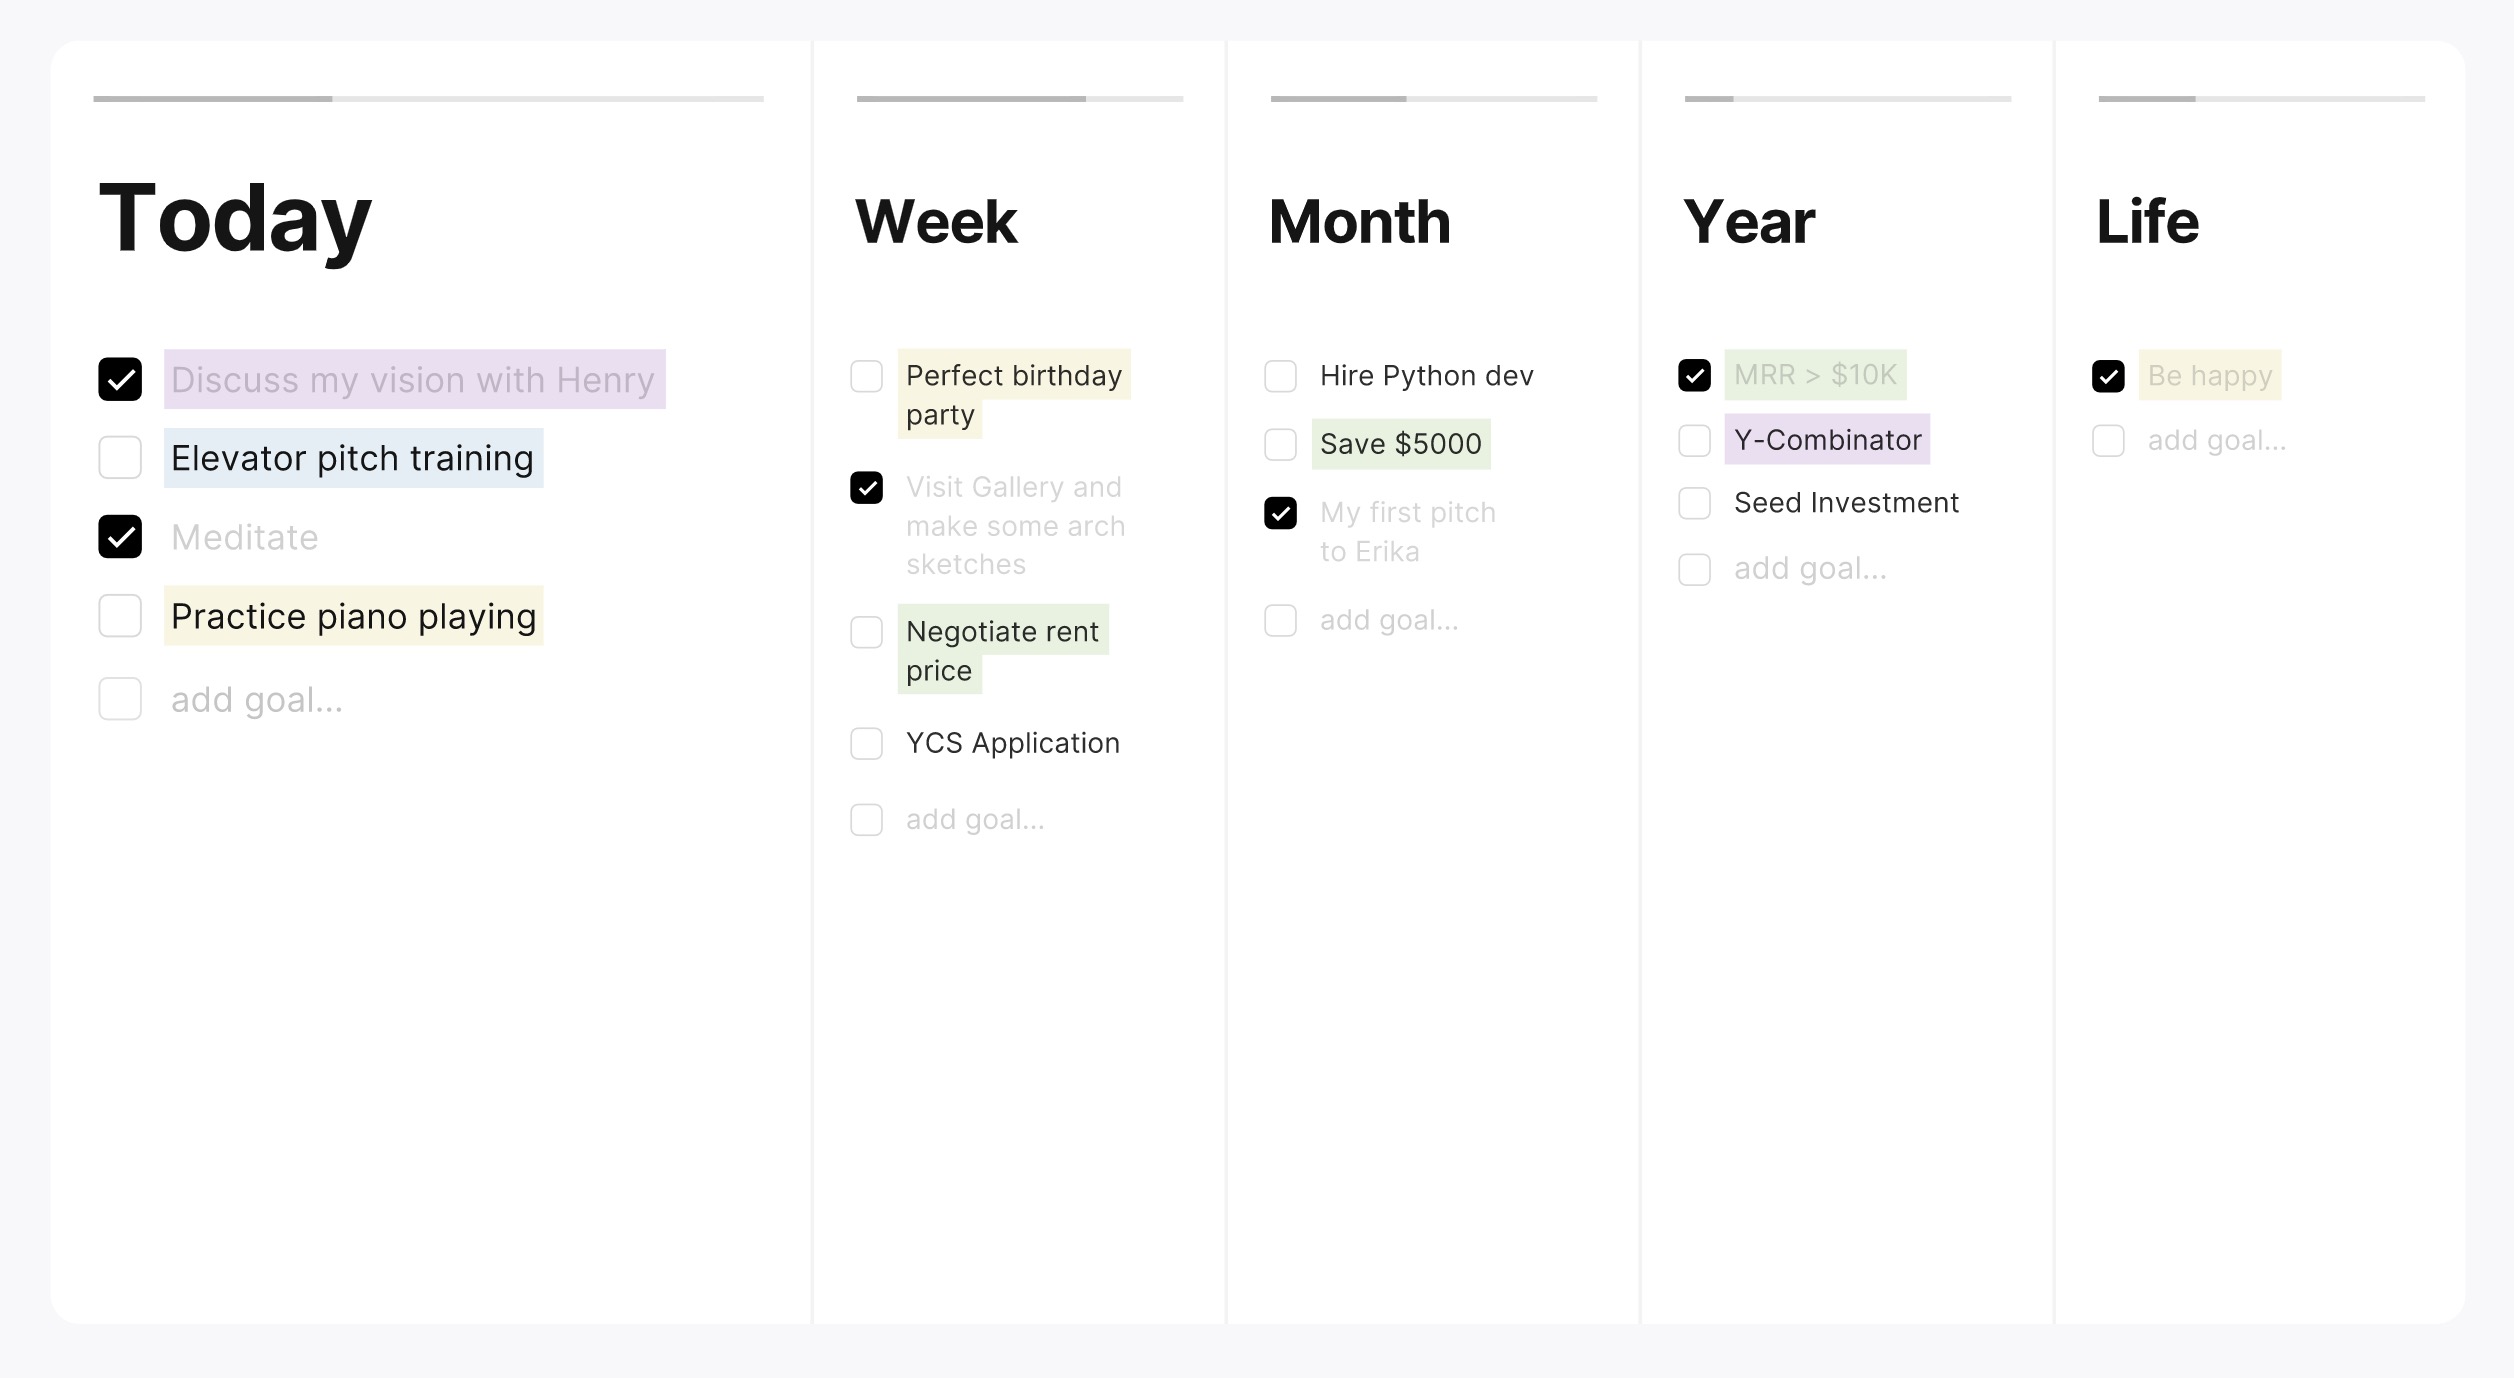 Today
Discuss my vision with Henry
Elevator pitch training
Meditate
Practice piano playing
add goal...
Week
Perfect birthday
party
Visit Gallery and
make some arch
sketches
Negotiate rent
price
YCS Application
add goal...
Month
Hire Python dev
Save $5000
My first pitch
to Erika
add goal...
Year
MRR > $10K
Y-Combinator
Seed Investment
add goal...
Life
Be happy
add goal...